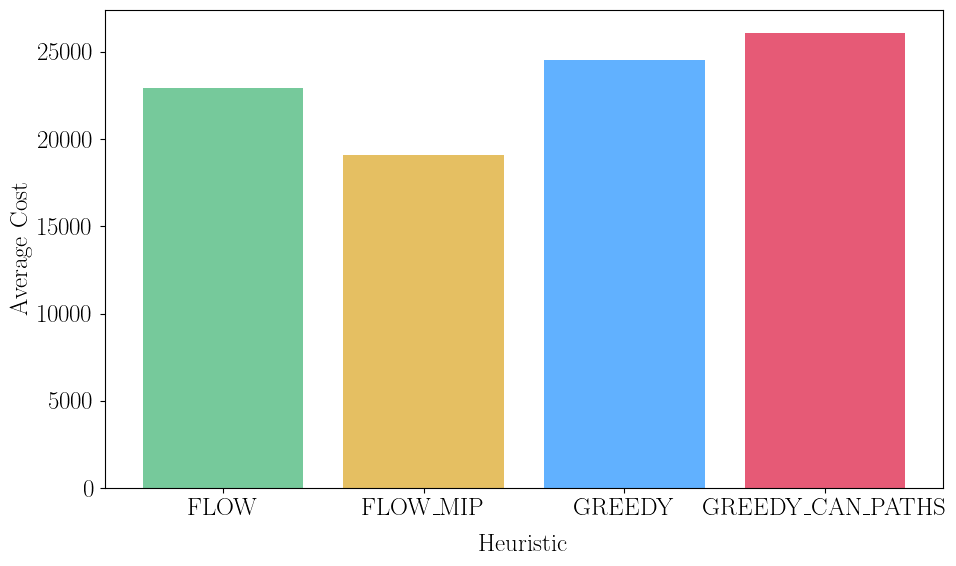 25000
20000
15000
10000
5000
0
Average Cost
FLOW
FLOW_MIP
GREEDY
GREEDY_CAN_PATHS
Heuristic